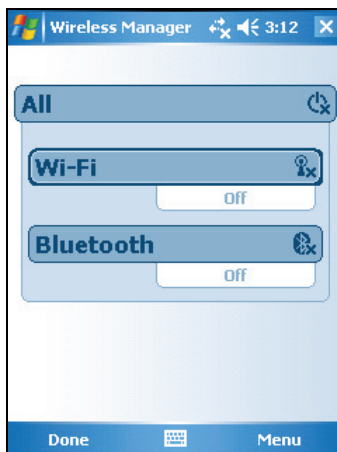 Wireless Manager 3:12
All
Wi-Fi
Off
Bluetooth
Off
Done Menu